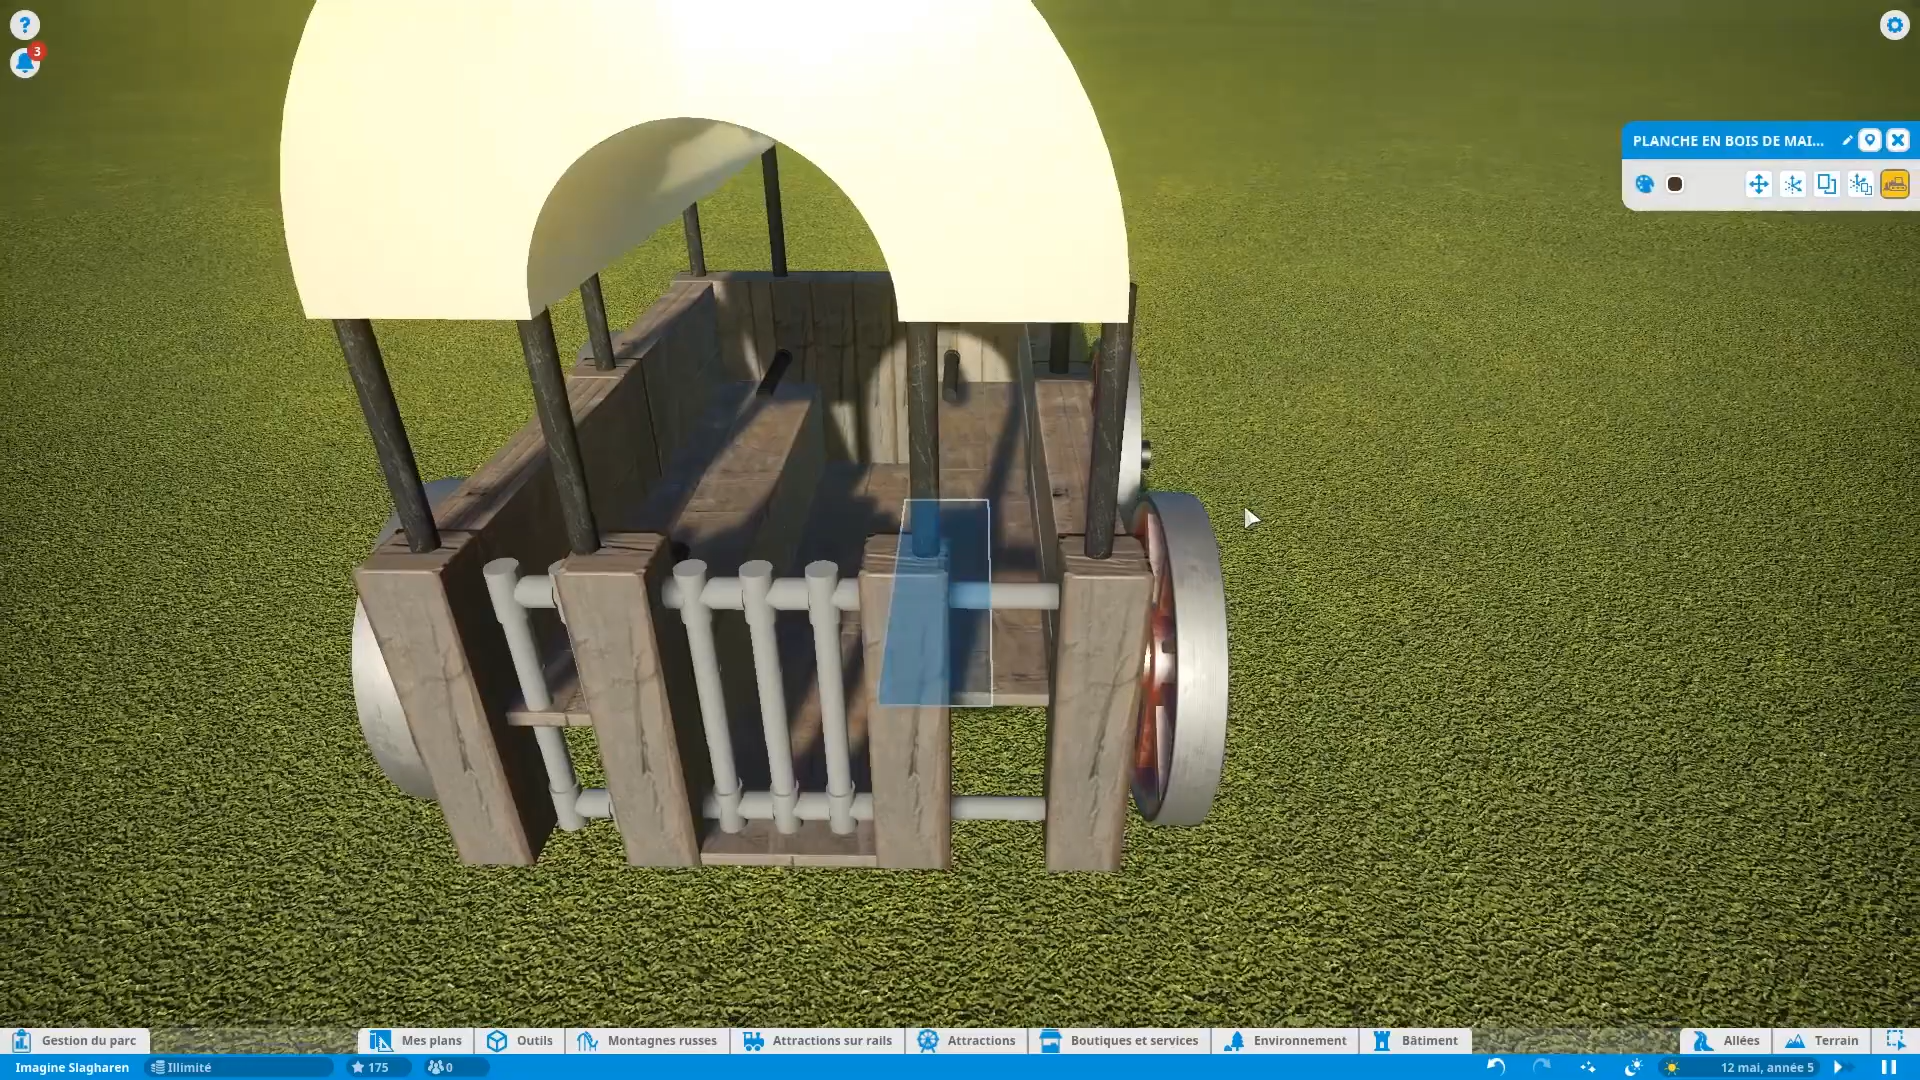 ?
3
PLANCHE EN BOIS DE MAI...
Gestion du parc
Mes plans
Outils
Montagnes russes
Attractions sur rails
Attractions
Boutiques et services
Environnement
Bâtiment
Allées
Terrain
Imagine Slagharen
Illimité
175
0
12 mai, année 5